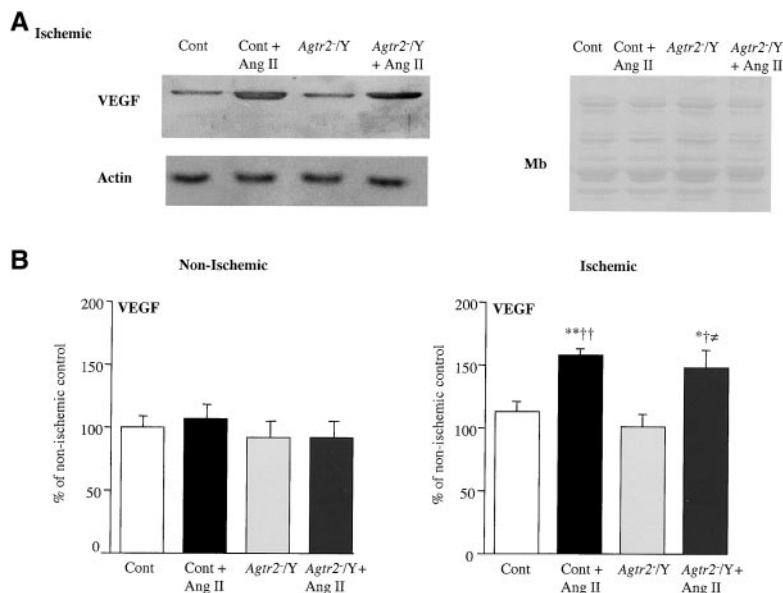 A
Ischemic
Cont Cont + Agtr2-/Y Agtr2-/Y
Ang II + Ang II
VEGF
Actin
Cont Cont + Agtr2-/Y Agtr2-/Y
Ang II + Ang II
Mb
B
Non-Ischemic
200
VEGF
150
100
50
0
% of non-ischemic control
Cont Cont + Agtr2-/Y Agtr2-/Y+
Ang II Ang II
Ischemic
200
VEGF
**††
*†≠
150
100
50
0
% of non-ischemic control
Cont Cont + Agtr2-/Y Agtr2-/Y+
Ang II Ang II